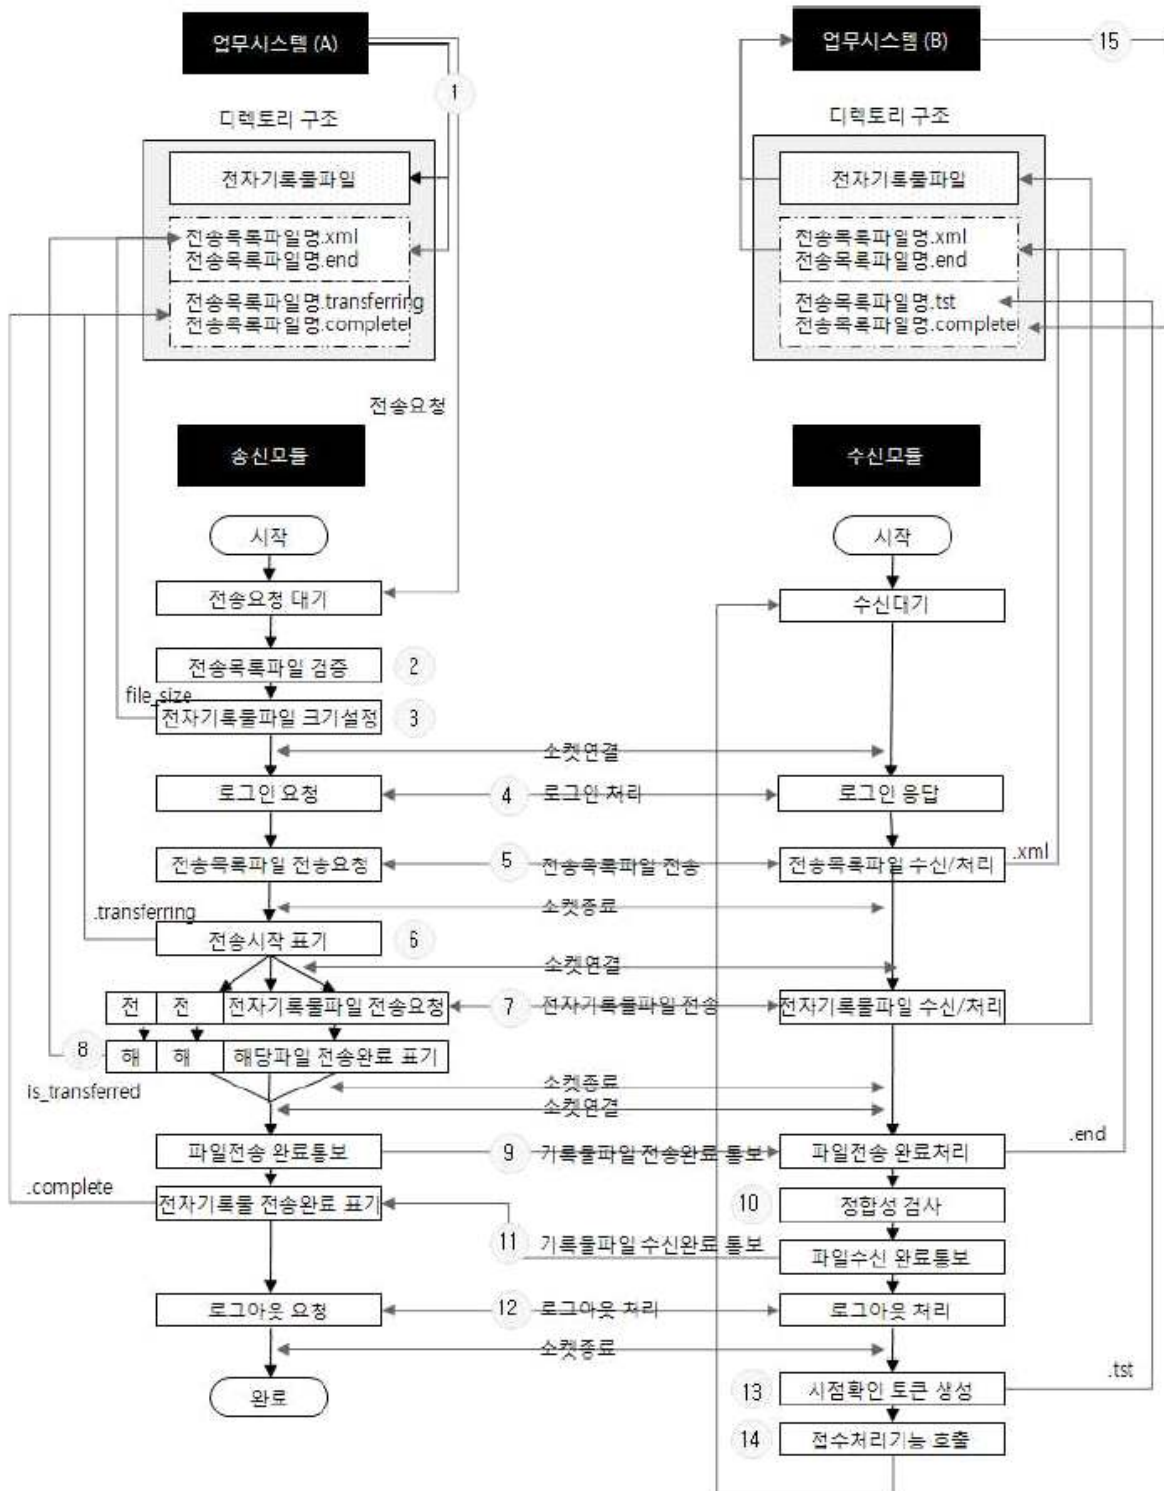 업무시스템 (A)
업무시스템 (B)
15
1
디렉토리 구조
디렉토리 구조
전자기록물파일
전자기록물파일
전송목록파일명.xml
전송목록파일명.end
전송목록파일명.xml
전송목록파일명.end
전송목록파일명.transferring
전송목록파일명.complete
전송목록파일명.tst
전송목록파일명.complete
전송요청
송신모듈
수신모듈
시작
시작
전송요청 대기
수신대기
전송목록파일 검증
2
file_size
전자기록물파일 크기설정
3
소켓연결
로그인 요청
4
로그인 처리
로그인 응답
전송목록파일 전송요청
5
전송목록파일 전송
전송목록파일 수신/처리
.xml
소켓종료
.transferring
전송시작 표기
6
소켓연결
전
전
전자기록물파일 전송요청
7
전자기록물파일 전송
전자기록물파일 수신/처리
8
해
해
해당파일 전송완료 표기
is_transferred
소켓종료
소켓연결
파일전송 완료통보
9
기록물파일 전송완료 통보
파일전송 완료처리
.end
.complete
전자기록물 전송완료 표기
10
정합성 검사
11
기록물파일 수신완료 통보
파일수신 완료통보
로그아웃 요청
12
로그아웃 처리
로그아웃 처리
소켓종료
완료
13
시점확인 토큰 생성
.tst
14
접수처리기능 호출